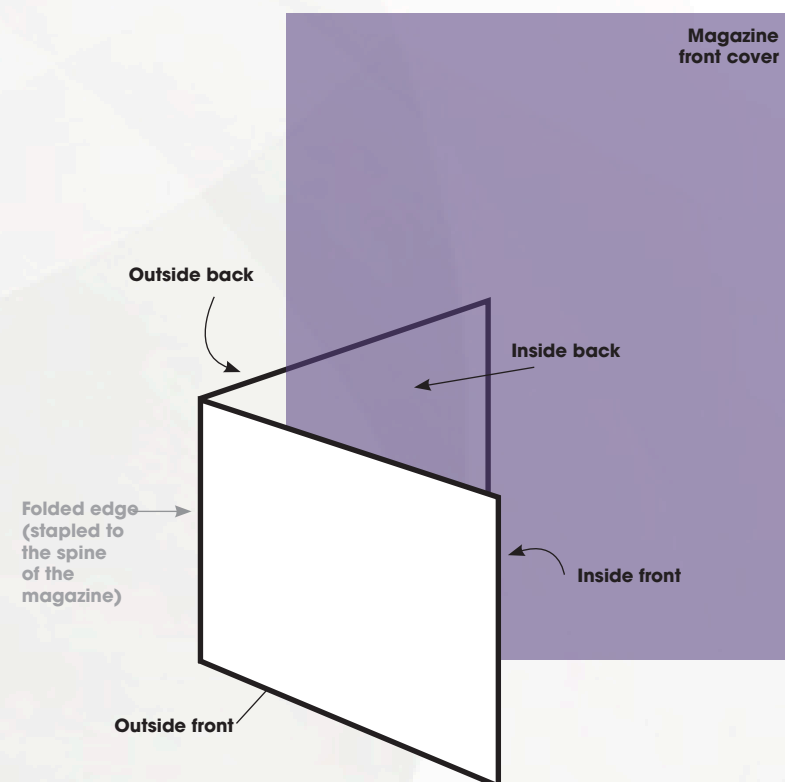 Magazine
front cover
Outside back
Inside back
Folded edge
(stapled to
the spine
of the
magazine)
Inside front
Outside front